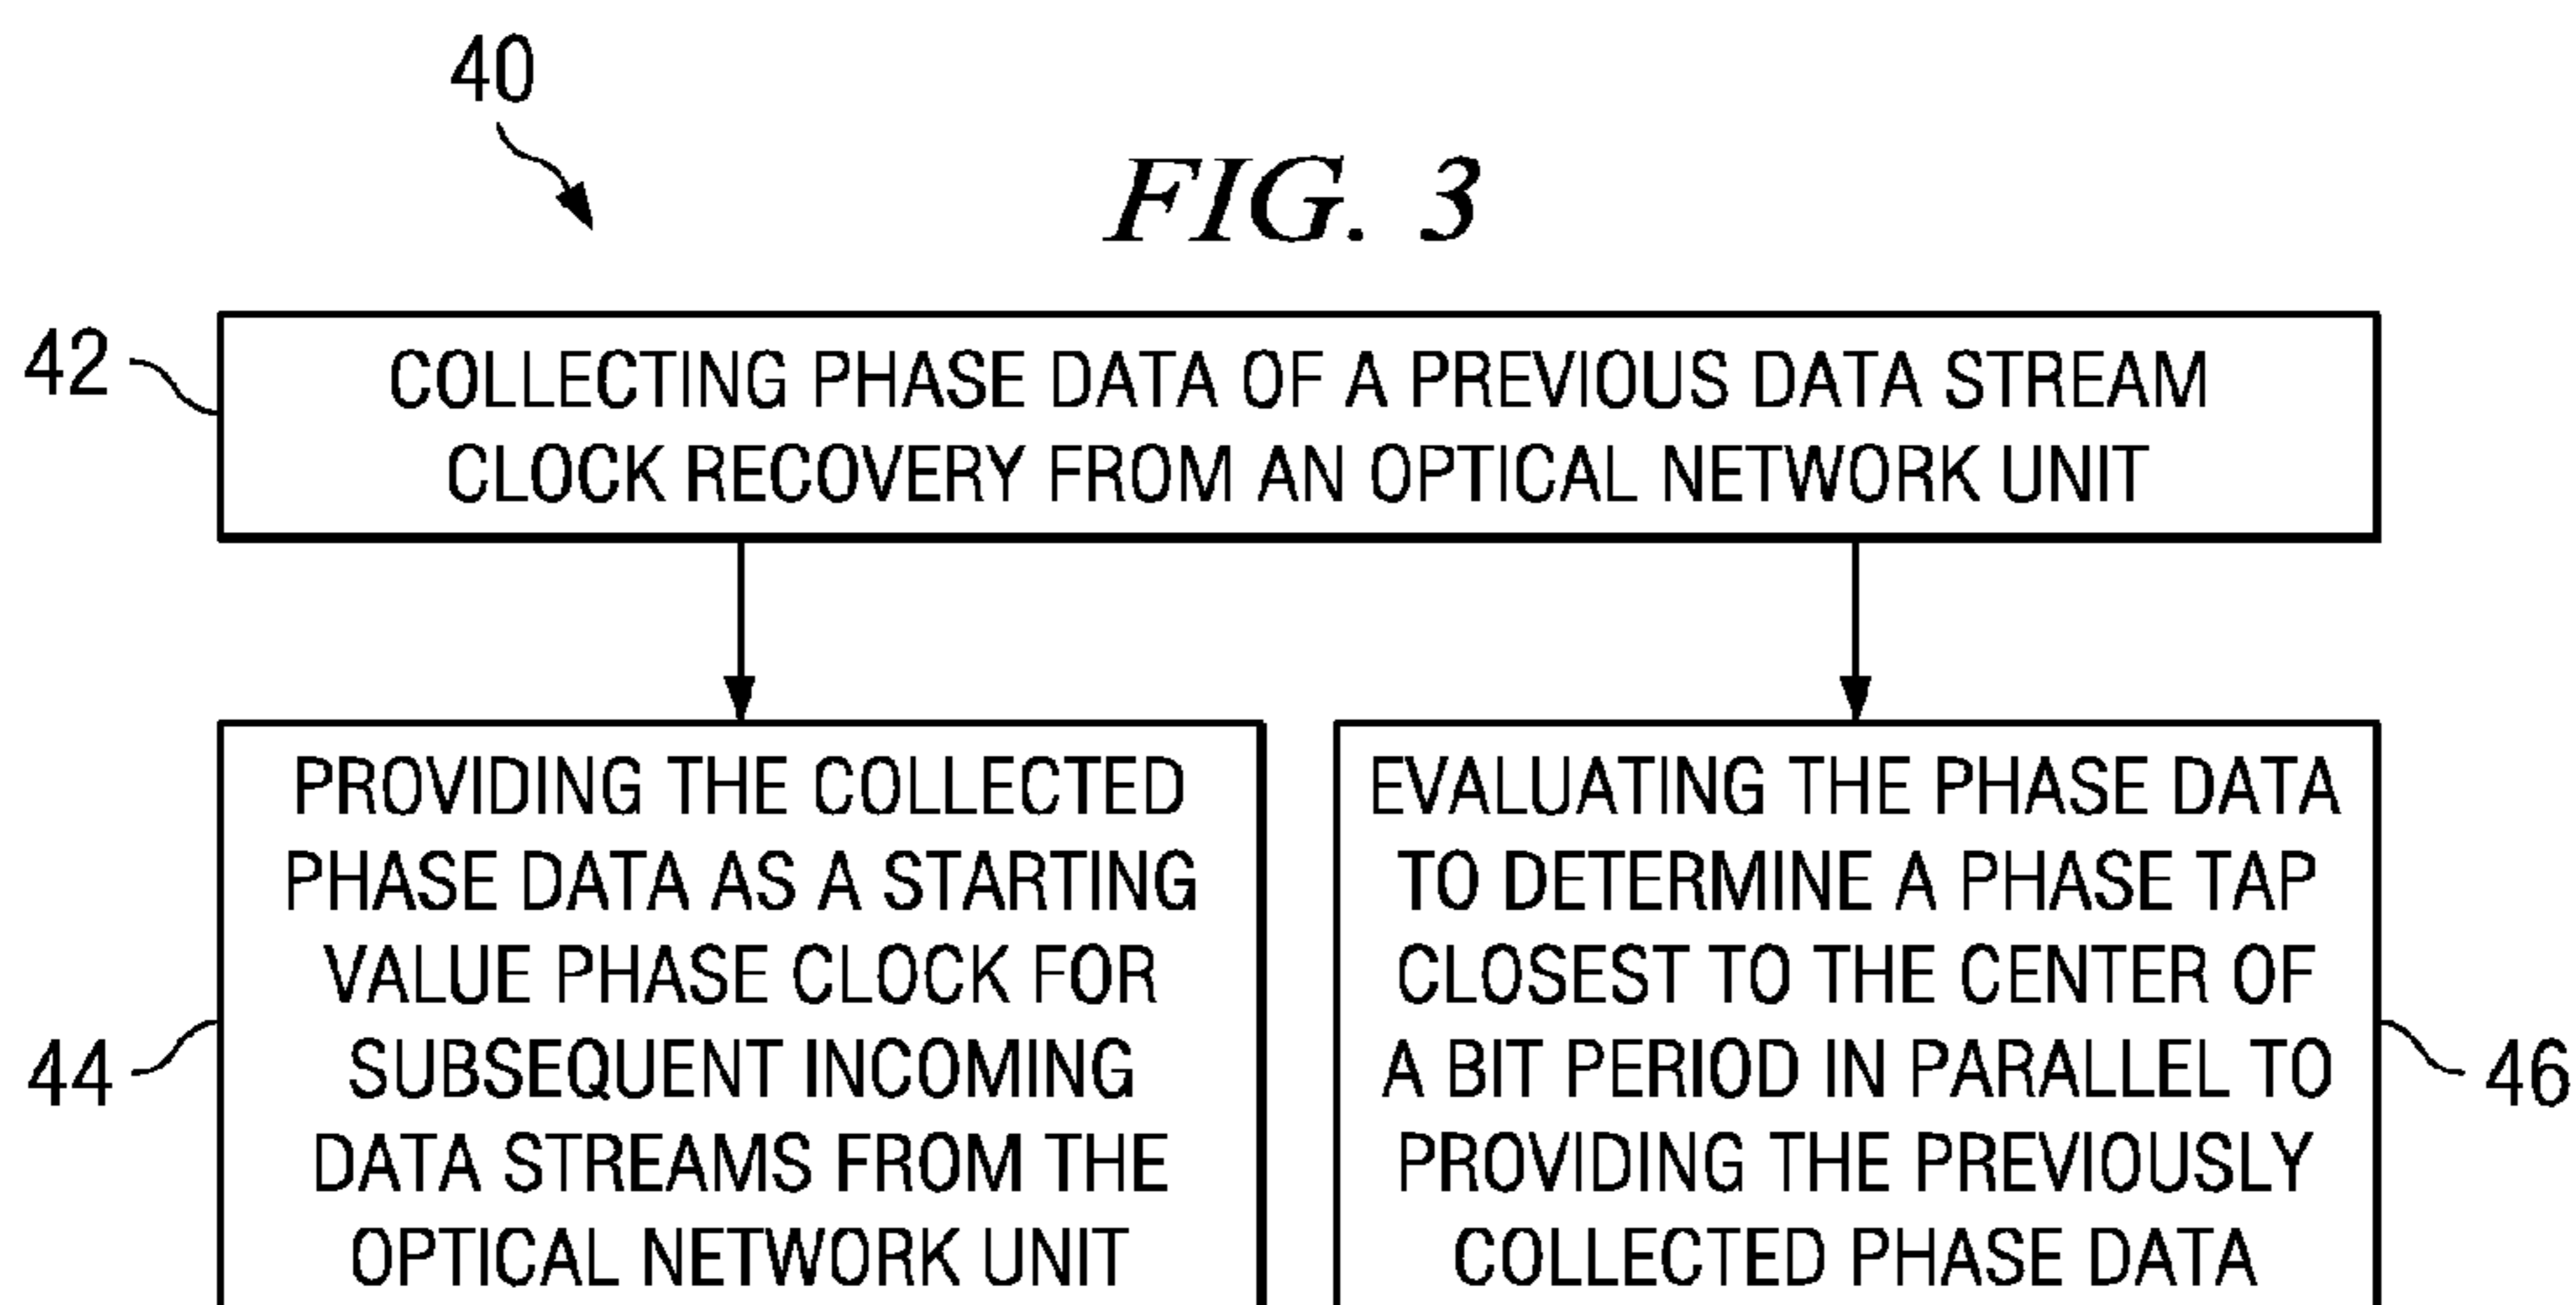 40
FIG. 3
42
COLLECTING PHASE DATA OF A PREVIOUS DATA STREAM
CLOCK RECOVERY FROM AN OPTICAL NETWORK UNIT
44
PROVIDING THE COLLECTED
PHASE DATA AS A STARTING
VALUE PHASE CLOCK FOR
SUBSEQUENT INCOMING
DATA STREAMS FROM THE
OPTICAL NETWORK UNIT
EVALUATING THE PHASE DATA
TO DETERMINE A PHASE TAP
CLOSEST TO THE CENTER OF
A BIT PERIOD IN PARALLEL TO
PROVIDING THE PREVIOUSLY
COLLECTED PHASE DATA
46